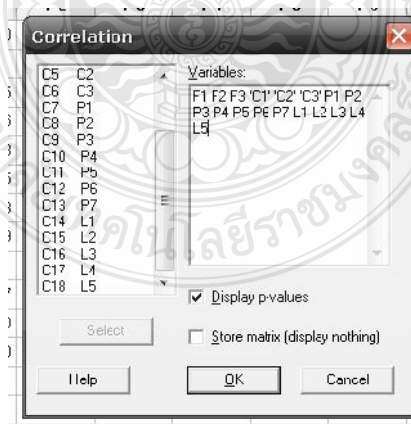 Correlation
C5 C2
C6 C3
C7 P1
C8 P2
C9 P3
C10 P4
C11 P5
C12 P6
C13 P7
C14 L1
C15 L2
C16 L3
C17 L4
C18 L5
Variables:
F1 F2 F3 'C1' 'C2' 'C3' P1 P2
P3 P4 P5 P6 P7 L1 L2 L3 L4
L5
Display p-values
Select
Store matrix (display nothing)
Help
OK
Cancel